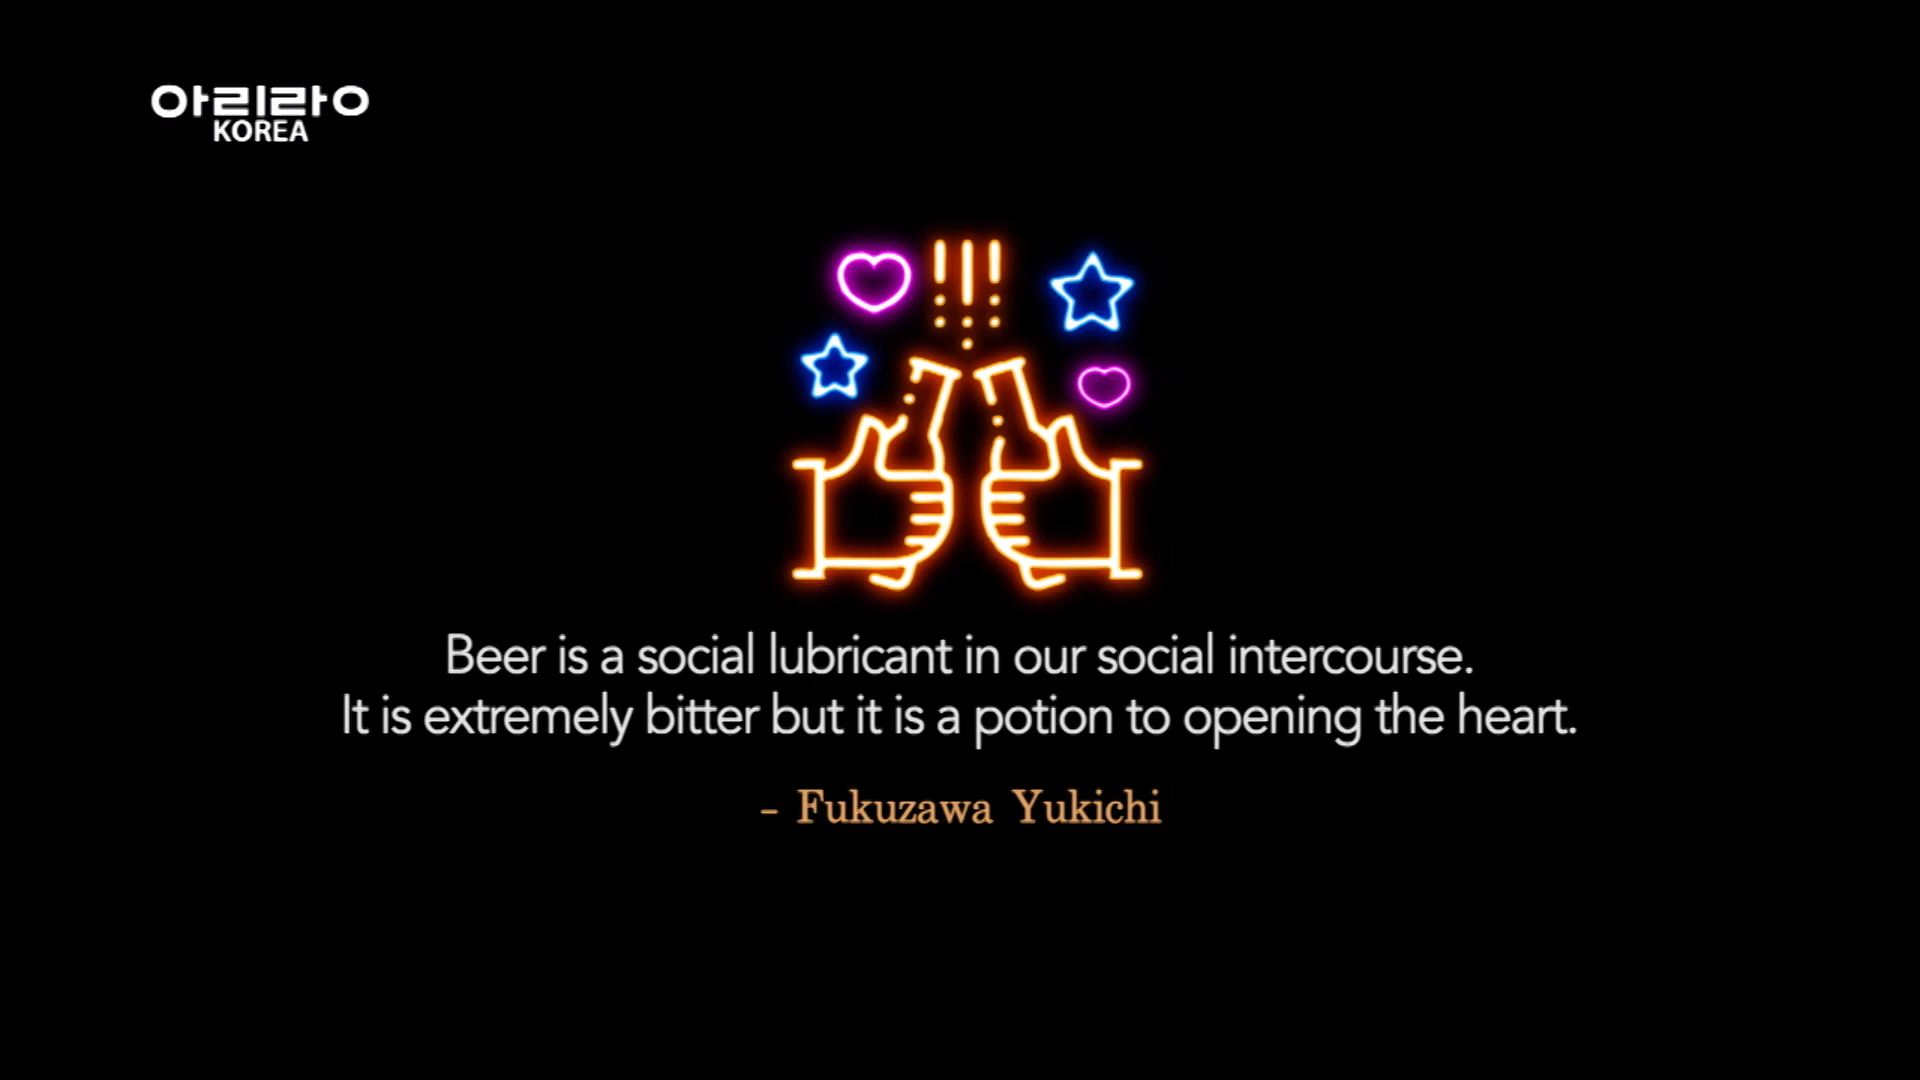 아리랑
KOREA
Beer is a social lubricant in our social intercourse.
It is extremely bitter but it is a potion to opening the heart.
- Fukuzawa Yukichi